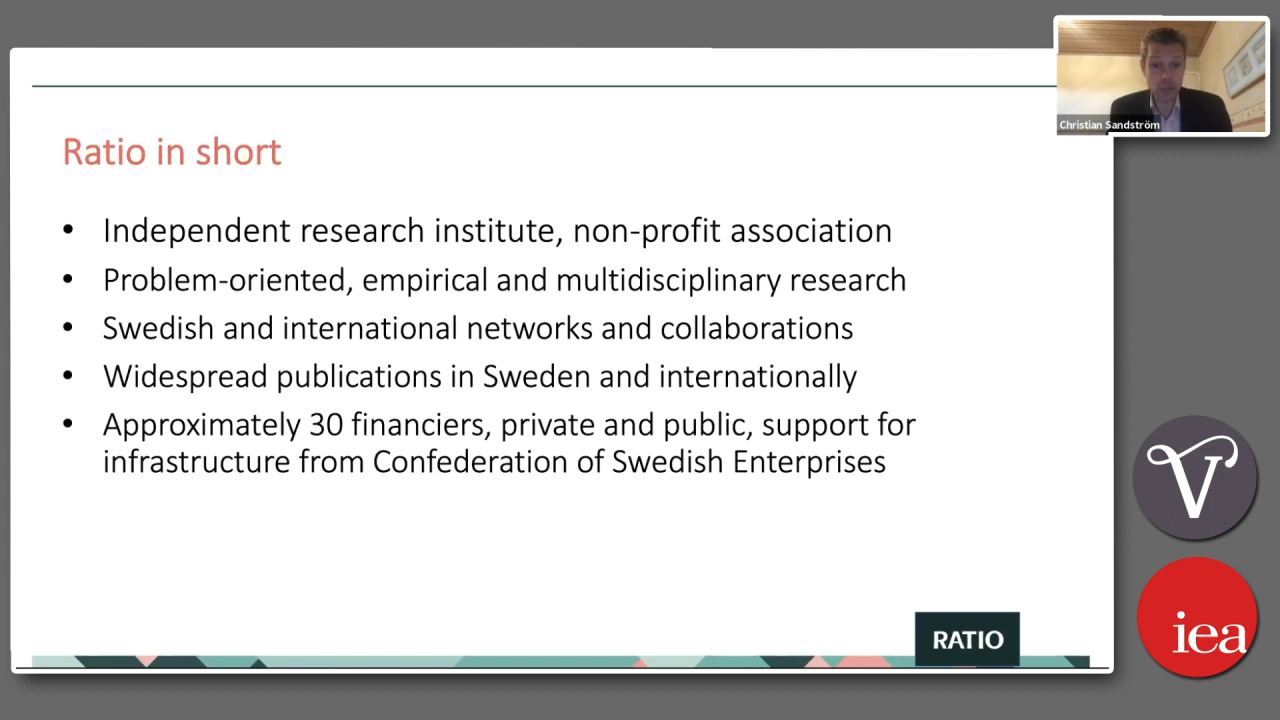 Christian Sandström
Ratio in short
• Independent research institute, non-profit association
• Problem-oriented, empirical and multidisciplinary research
• Swedish and international networks and collaborations
• Widespread publications in Sweden and internationally
• Approximately 30 financiers, private and public, support for
infrastructure from Confederation of Swedish Enterprises
V
iea
RATIO